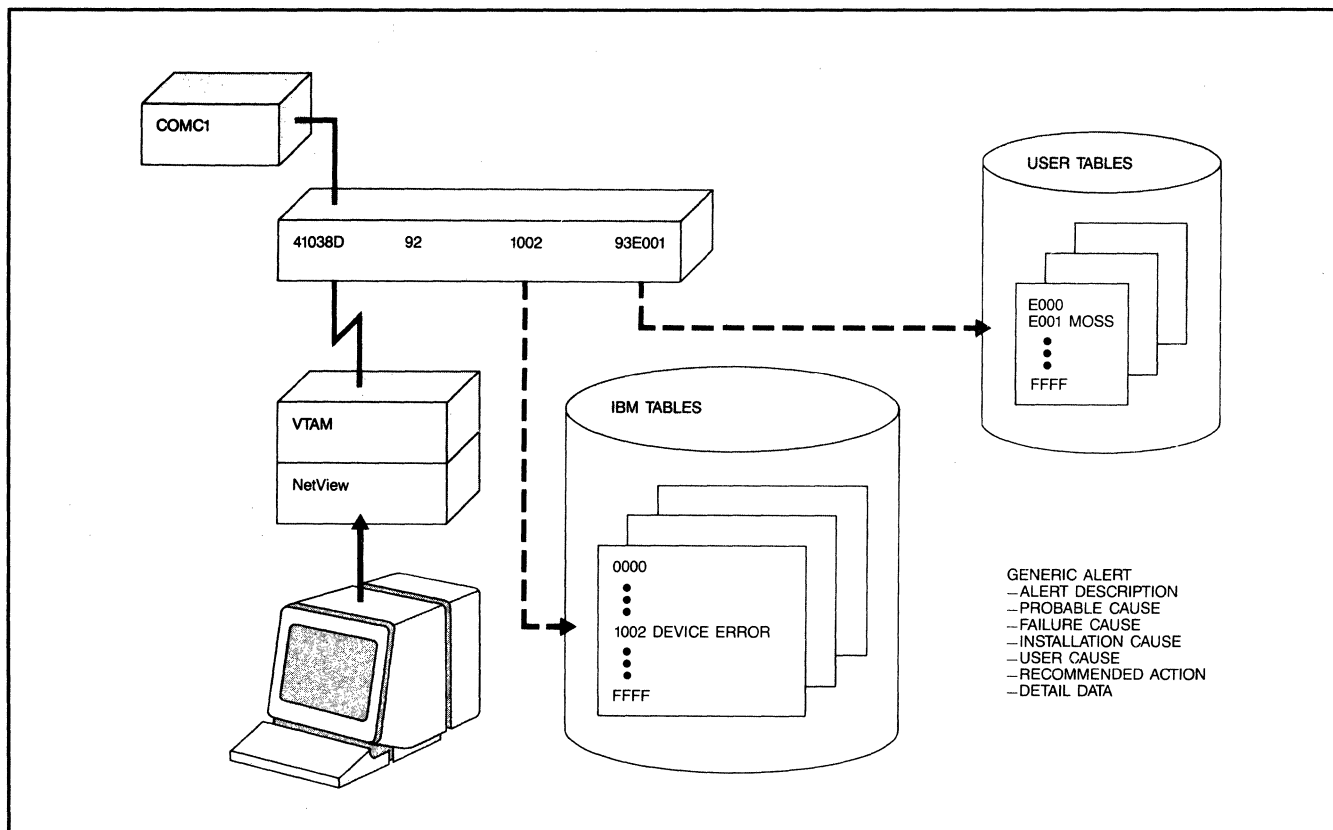 COMC1
41038D 92 1002 93E001
VTAM
NetView
USER TABLES
E000
E001 MOSS
FFFF
IBM TABLES
0000
1002 DEVICE ERROR
FFFF
GENERIC ALERT
—ALERT DESCRIPTION
—PROBABLE CAUSE
—FAILURE CAUSE
—INSTALLATION CAUSE
—USER CAUSE
—RECOMMENDED ACTION
—DETAIL DATA